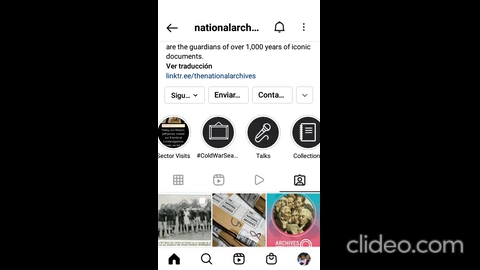 nationalarch...
are the guardians of over 1,000 years of iconic
documents.
Ver traducción
linktr.ee/thenationalarchives
Sigu...
Enviar...
Conta...
Sector Visits
#ColdWarSea...
Talks
Collection
ARCHIVES
clideo.com